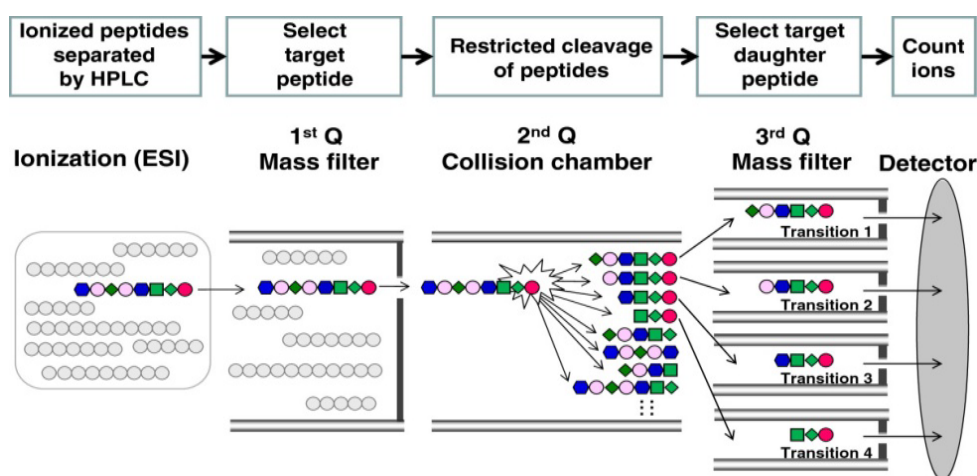 Ionized peptides
separated
by HPLC
Select
target
peptide
Restricted cleavage
of peptides
Select target
daughter
peptide
Count
ions
Ionization (ESI)
1st Q
Mass filter
2nd Q
Collision chamber
3rd Q
Mass filter
Detector
Transition 1
Transition 2
Transition 3
Transition 4